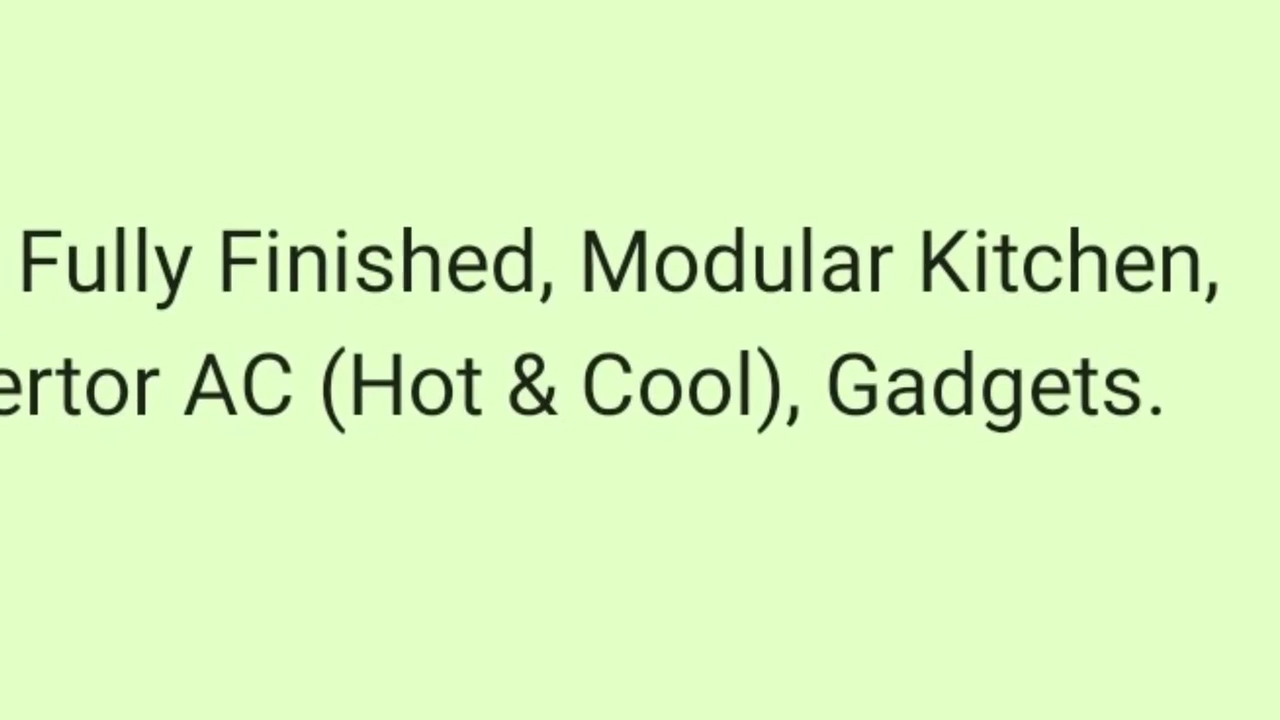 Fully Finished, Modular Kitchen,
ertor AC (Hot & Cool), Gadgets.